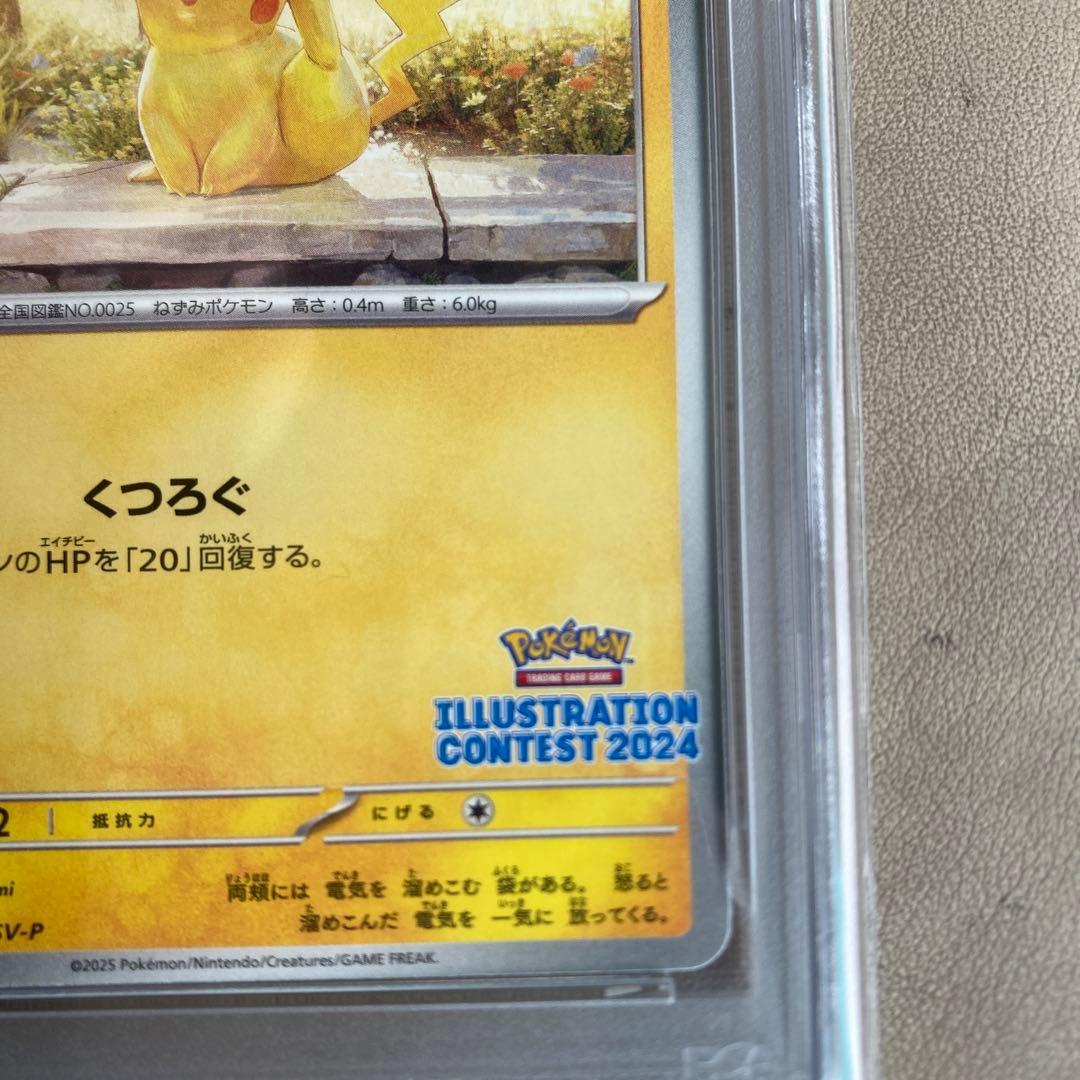 全国図鑑NO.0025 ねずみポケモン 高さ:0.4m 重さ:6.0kg
くつろぐ
エイチピー かいふく
ンのHPを「20」回復する。
POKéMON
TRADING CARD GAME
ILLUSTRATION
CONTEST 2024
2 抵抗力 にげる
mi
両頬には 電気を 溜めこむ 袋がある。 怒ると
溜めこんだ 電気を 一気に 放ってくる。
SV-P
©2025 Pokémon/Nintendo/Creatures/GAME FREAK.